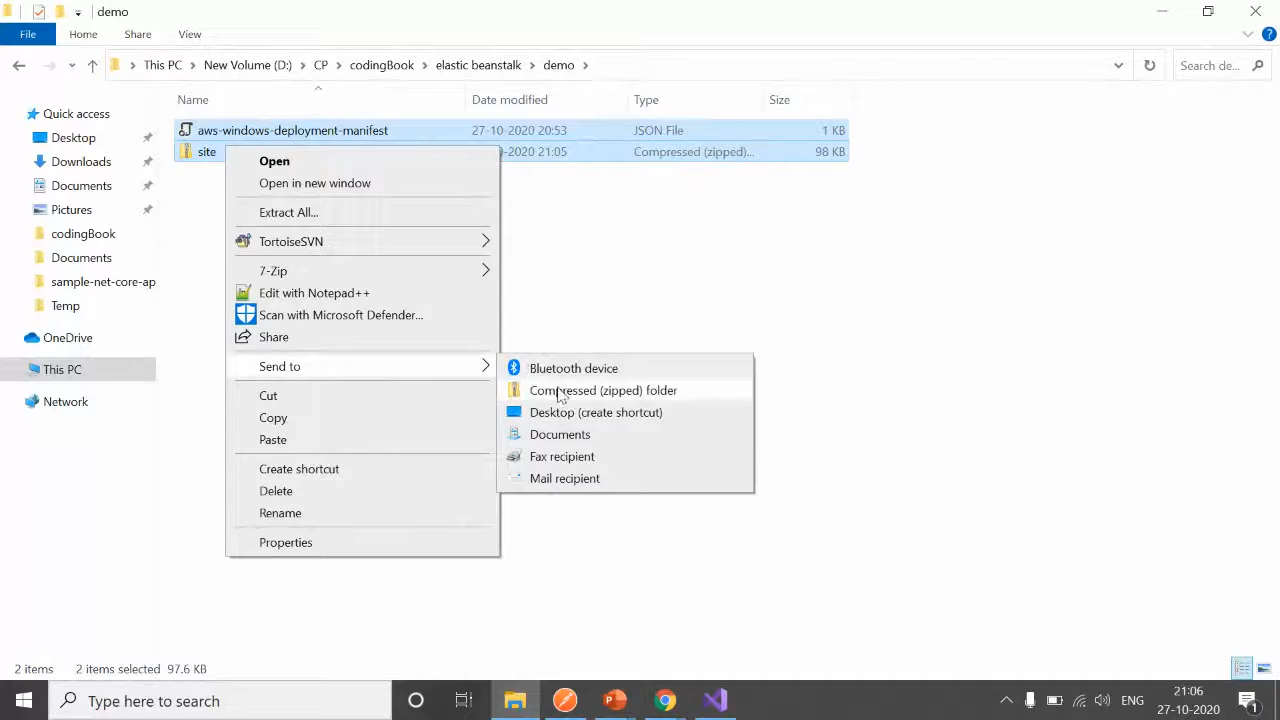 demo
File Home Share View
This PC New Volume (D:) CP codingBook elastic beanstalk demo
Search de...
Name Date modified Type Size
Quick access
Desktop
Downloads
Documents
Pictures
codingBook
Documents
sample-net-core-ap
Temp
OneDrive
This PC
Network
aws-windows-deployment-manifest 27-10-2020 20:53 JSON File 1 KB
site -2020 21:05 Compressed (zipped)... 98 KB
Open
Open in new window
Extract All...
TortoiseSVN
7-Zip
Edit with Notepad++
Scan with Microsoft Defender...
Share
Send to
Cut
Copy
Paste
Create shortcut
Delete
Rename
Properties
Bluetooth device
Compressed (zipped) folder
Desktop (create shortcut)
Documents
Fax recipient
Mail recipient
2 items 2 items selected 97.6 KB
Type here to search
ENG
21:06
27-10-2020
1